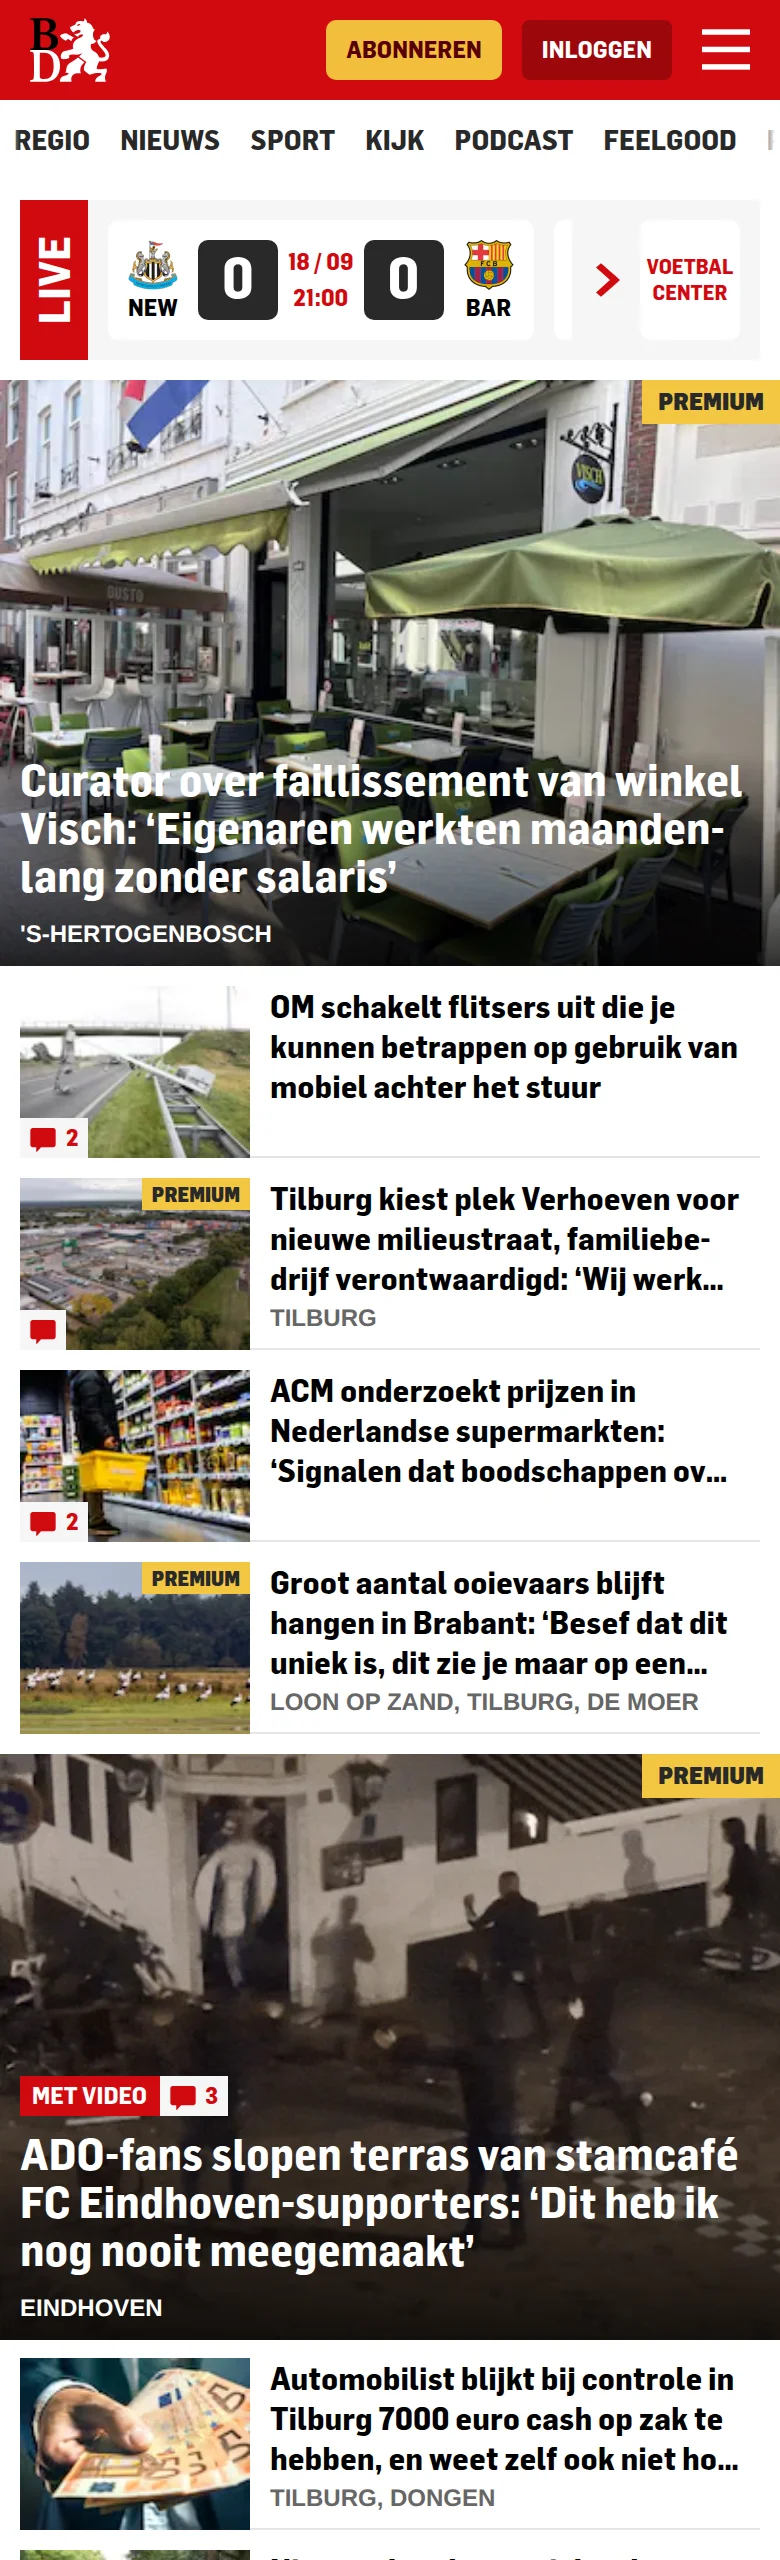 B
D
ABONNEREN
INLOGGEN
REGIO NIEUWS SPORT KIJK PODCAST FEELGOOD
LIVE
NEW
0
18 / 09
21:00
0
FCB
BAR
VOETBAL
CENTER
PREMIUM
VISCH
GUSTO
Curator over faillissement van winkel
Visch: ‘Eigenaren werkten maanden-
lang zonder salaris’
'S-HERTOGENBOSCH
OM schakelt flitsers uit die je
kunnen betrappen op gebruik van
mobiel achter het stuur
2
PREMIUM
Tilburg kiest plek Verhoeven voor
nieuwe milieustraat, familiebe-
drijf verontwaardigd: ‘Wij werk...
TILBURG
ACM onderzoekt prijzen in
Nederlandse supermarkten:
‘Signalen dat boodschappen ov...
2
PREMIUM
Groot aantal ooievaars blijft
hangen in Brabant: ‘Besef dat dit
uniek is, dit zie je maar op een...
LOON OP ZAND, TILBURG, DE MOER
PREMIUM
MET VIDEO
3
ADO-fans slopen terras van stamcafé
FC Eindhoven-supporters: ‘Dit heb ik
nog nooit meegemaakt’
EINDHOVEN
Automobilist blijkt bij controle in
Tilburg 7000 euro cash op zak te
hebben, en weet zelf ook niet ho...
TILBURG, DONGEN